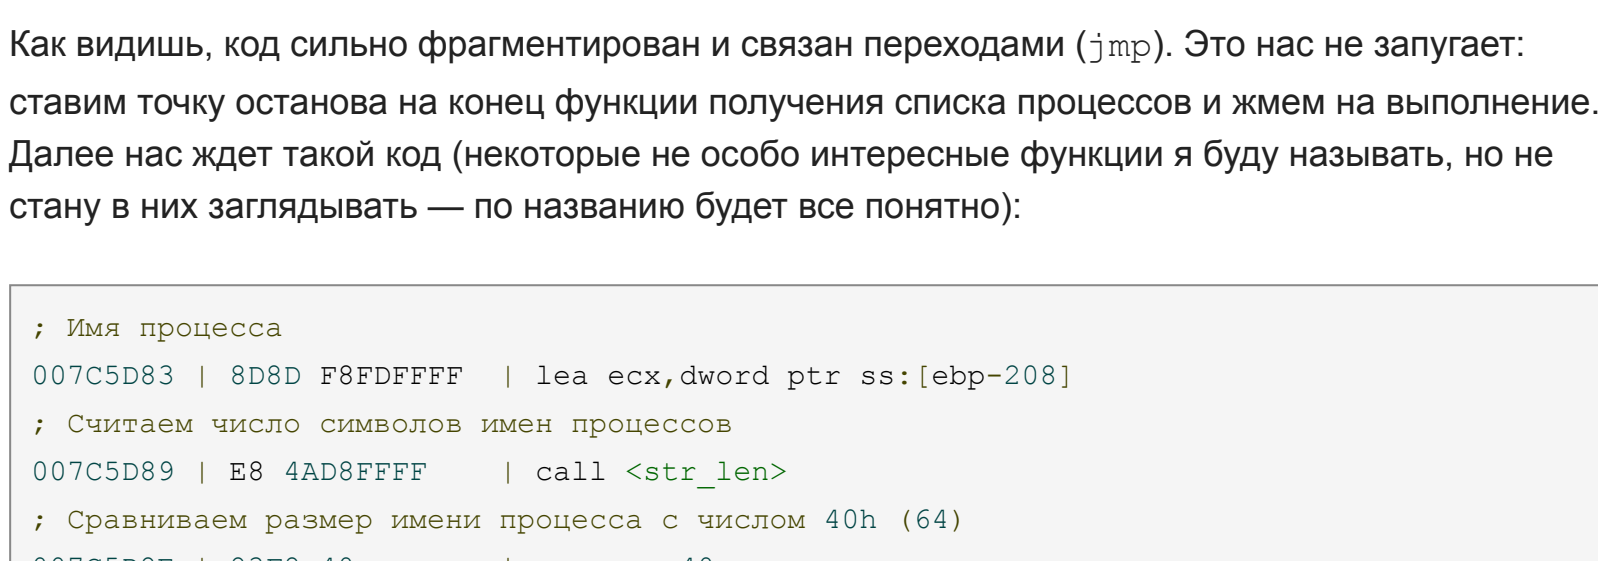 Как видишь, код сильно фрагментирован и связан переходами (jmp). Это нас не запугает:
ставим точку останова на конец функции получения списка процессов и жмем на выполнение.
Далее нас ждет такой код (некоторые не особо интересные функции я буду называть, но не
стану в них заглядывать — по названию будет все понятно):
; Имя процесса
007C5D83 | 8D8D F8FDFFFF  | lea ecx,dword ptr ss:[ebp-208]
; Считаем число символов имен процессов
007C5D89 | E8 4AD8FFFF    | call <str_len>
; Сравниваем размер имени процесса с числом 40h (64)